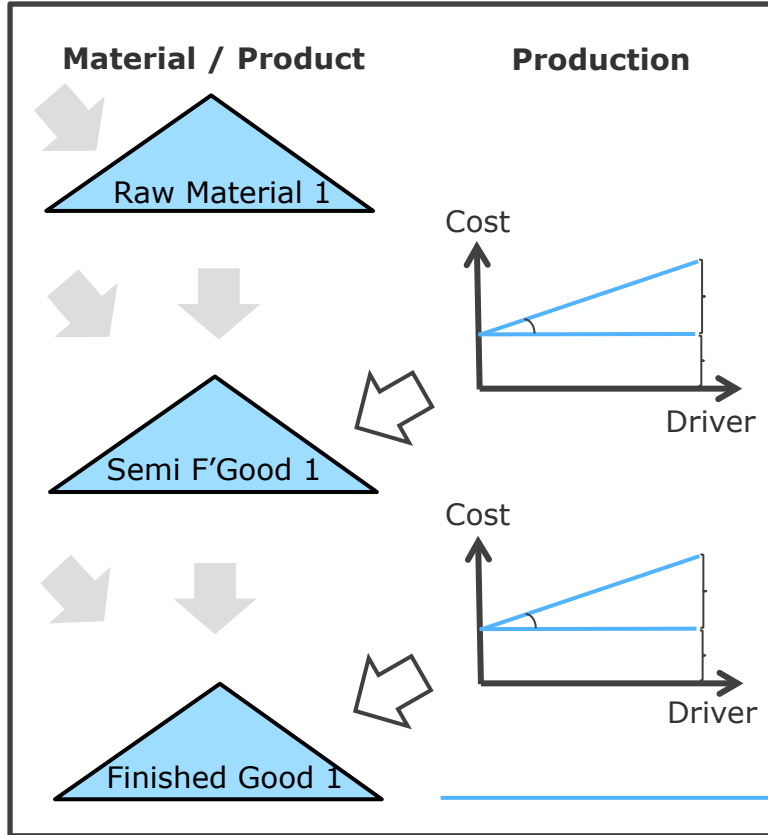 Material / Product
Production
Raw Material 1
Cost
Driver
Semi F’Good 1
Cost
Driver
Finished Good 1